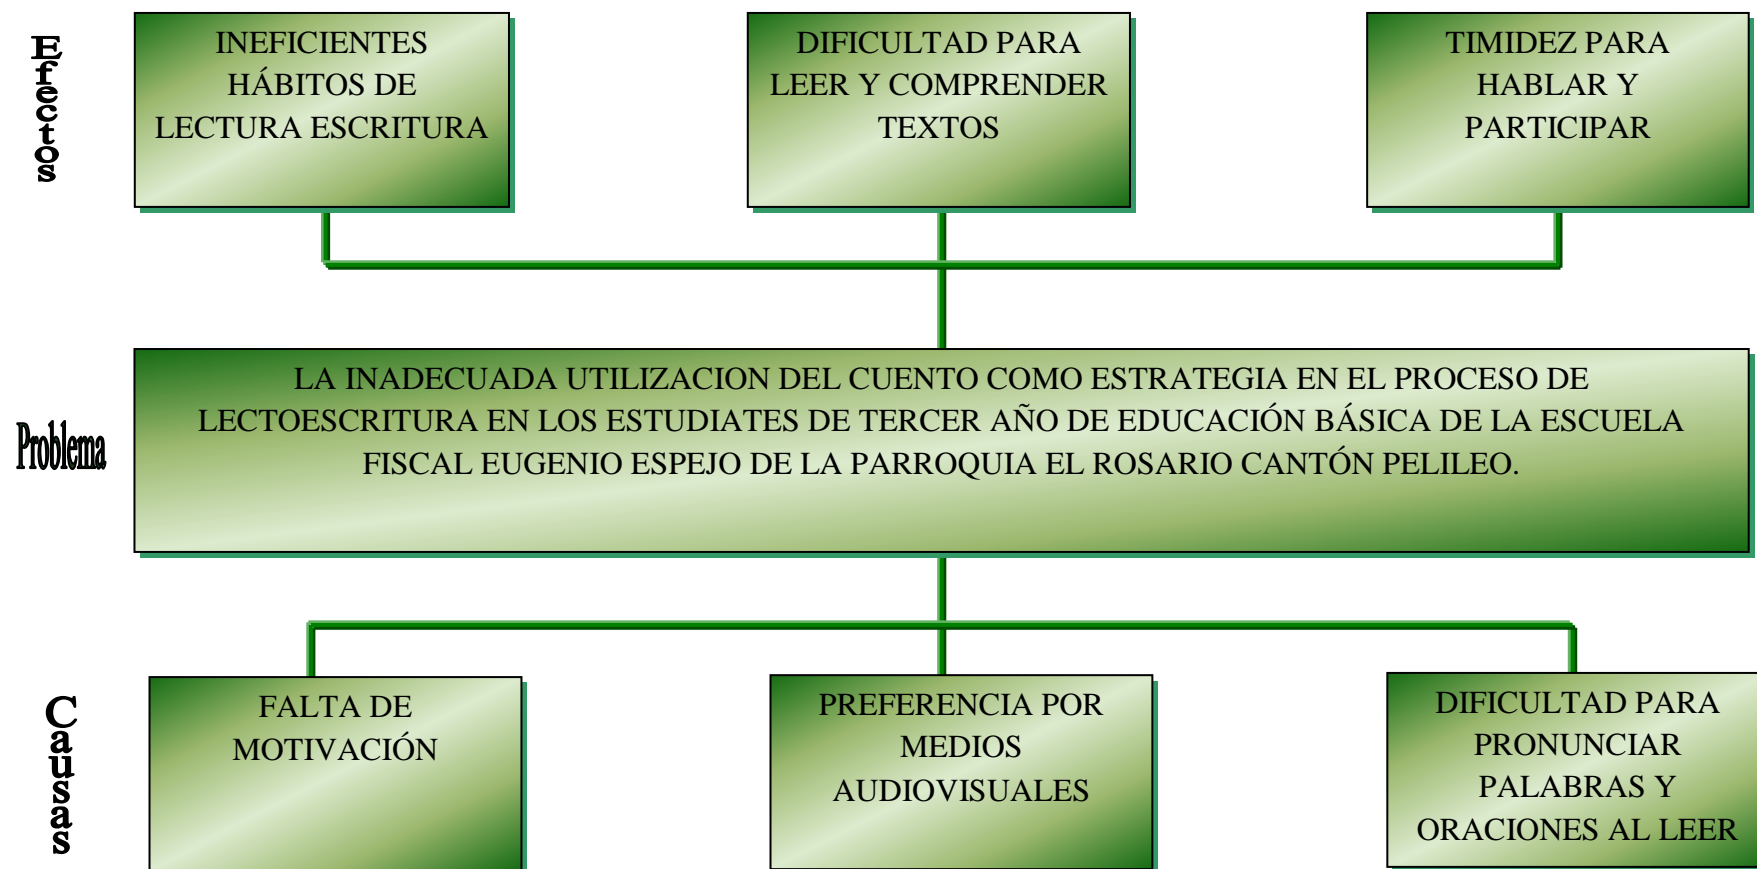 Efectos
INEFICIENTES
HÁBITOS DE
LECTURA ESCRITURA
DIFICULTAD PARA
LEER Y COMPRENDER
TEXTOS
TIMIDEZ PARA
HABLAR Y
PARTICIPAR
Problema
LA INADECUADA UTILIZACION DEL CUENTO COMO ESTRATEGIA EN EL PROCESO DE
LECTOESCRITURA EN LOS ESTUDIATES DE TERCER AÑO DE EDUCACIÓN BÁSICA DE LA ESCUELA
FISCAL EUGENIO ESPEJO DE LA PARROQUIA EL ROSARIO CANTÓN PELILEO.
Causas
FALTA DE
MOTIVACIÓN
PREFERENCIA POR
MEDIOS
AUDIOVISUALES
DIFICULTAD PARA
PRONUNCIAR
PALABRAS Y
ORACIONES AL LEER